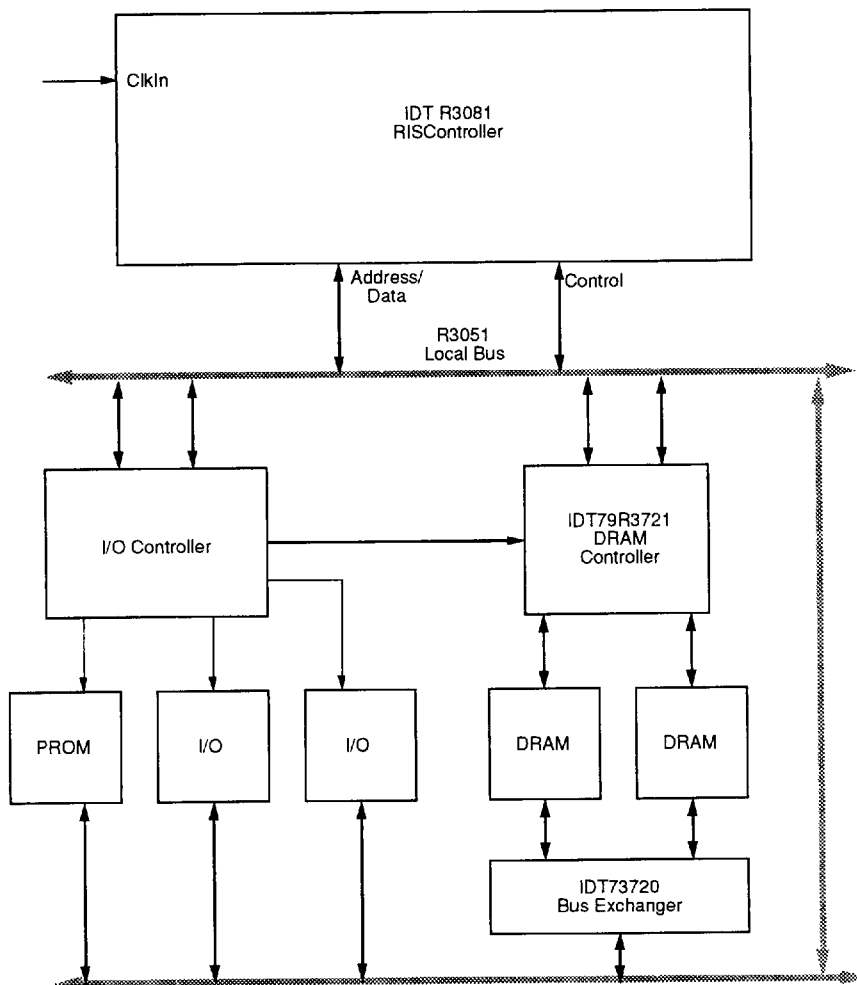 ClkIn
IDT R3081
RISController
Address/
Data
Control
R3051
Local Bus
I/O Controller
IDT79R3721
DRAM
Controller
PROM
I/O
I/O
DRAM
DRAM
IDT73720
Bus Exchanger